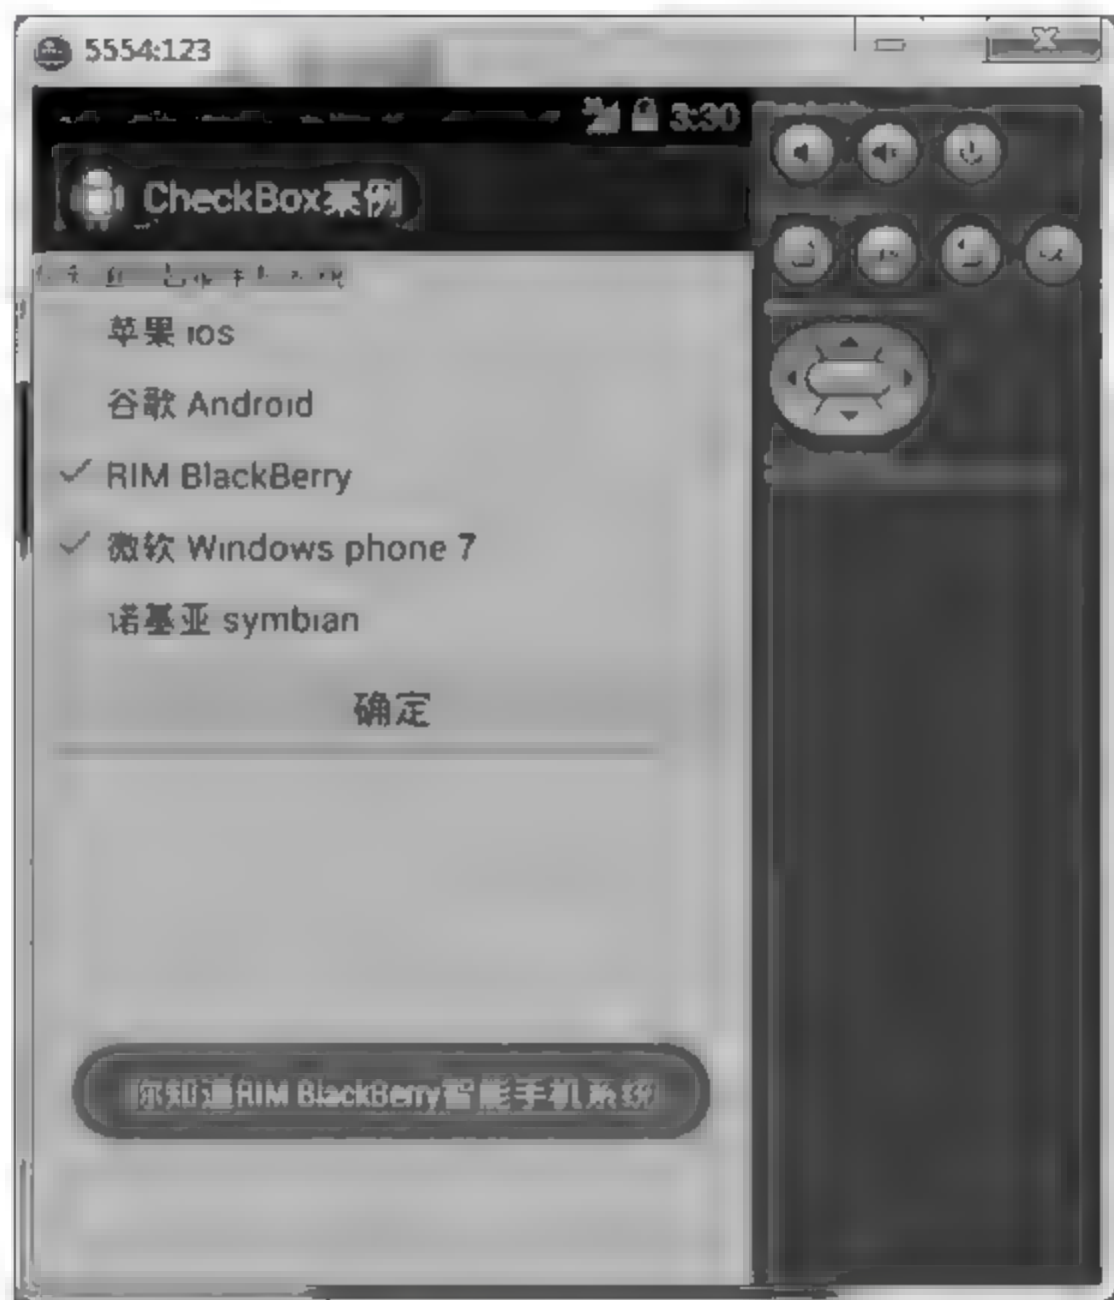 5554:123
3:30
CheckBox案例
苹果 ios
谷歌 Android
RIM BlackBerry
微软 Windows phone 7
诺基亚 symbian
确定
你知道RIM BlackBerry智能手机系统